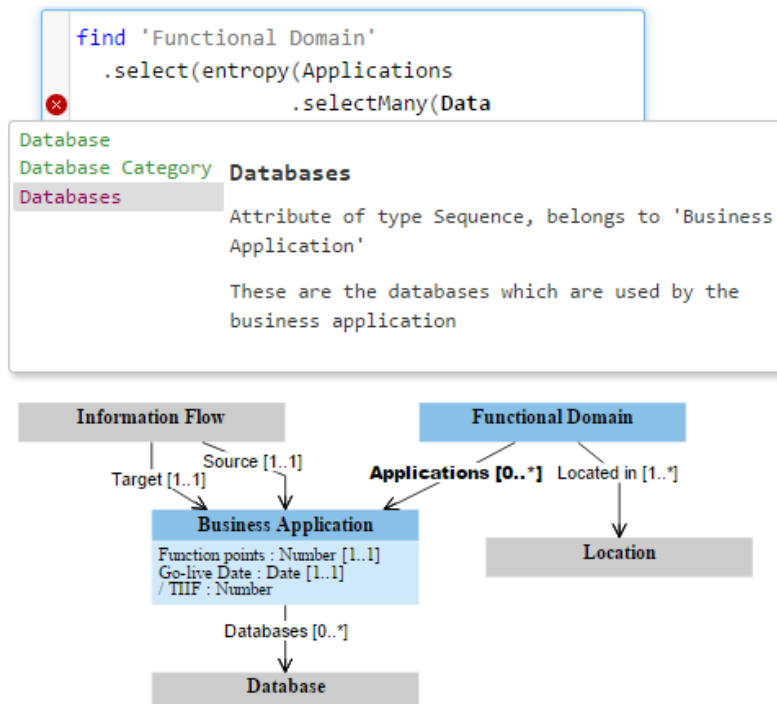 find 'Functional Domain'
.select(entropy(Applications
.selectMany(Data
Database
Database Category
Databases
Databases
Attribute of type Sequence, belongs to 'Business
Application'
These are the databases which are used by the
business application
Information Flow
Functional Domain
Target [1..1]
Source [1..1]
Applications [0..*]
Located in [1..*]
Business Application
Function points : Number [1..1]
Go-live Date : Date [1..1]
/ TIIF : Number
Location
Databases [0..*]
Database